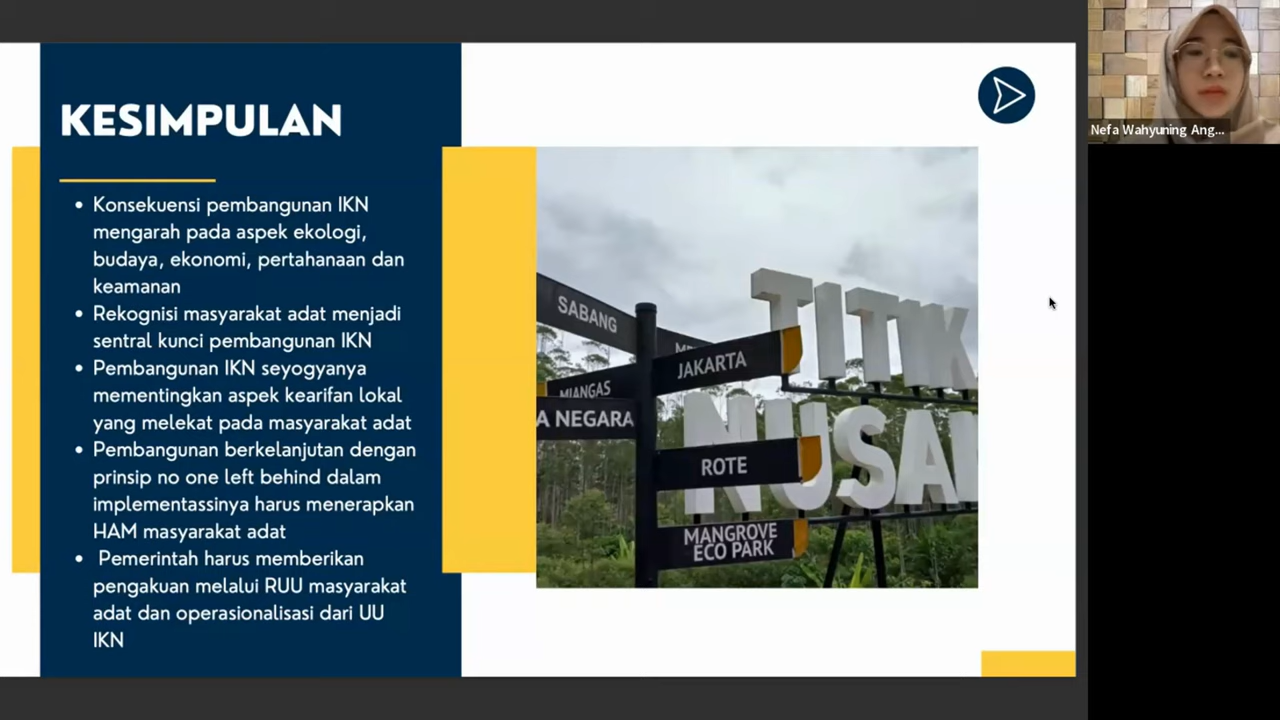 KESIMPULAN
• Konsekuensi pembangunan IKN
mengarah pada aspek ekologi,
budaya, ekonomi, pertahanaan dan
keamanan
• Rekognisi masyarakat adat menjadi
sentral kunci pembangunan IKN
• Pembangunan IKN seyogyanya
mementingkan aspek kearifan lokal
yang melekat pada masyarakat adat
• Pembangunan berkelanjutan dengan
prinsip no one left behind dalam
implementassinya harus menerapkan
HAM masyarakat adat
• Pemerintah harus memberikan
pengakuan melalui RUU masyarakat
adat dan operasionalisasi dari UU
IKN
TITIK
NUSAN
SABANG
JAKARTA
MIANGAS
A NEGARA
ROTE
MANGROVE
ECO PARK
Nefa Wahyuning Ang...